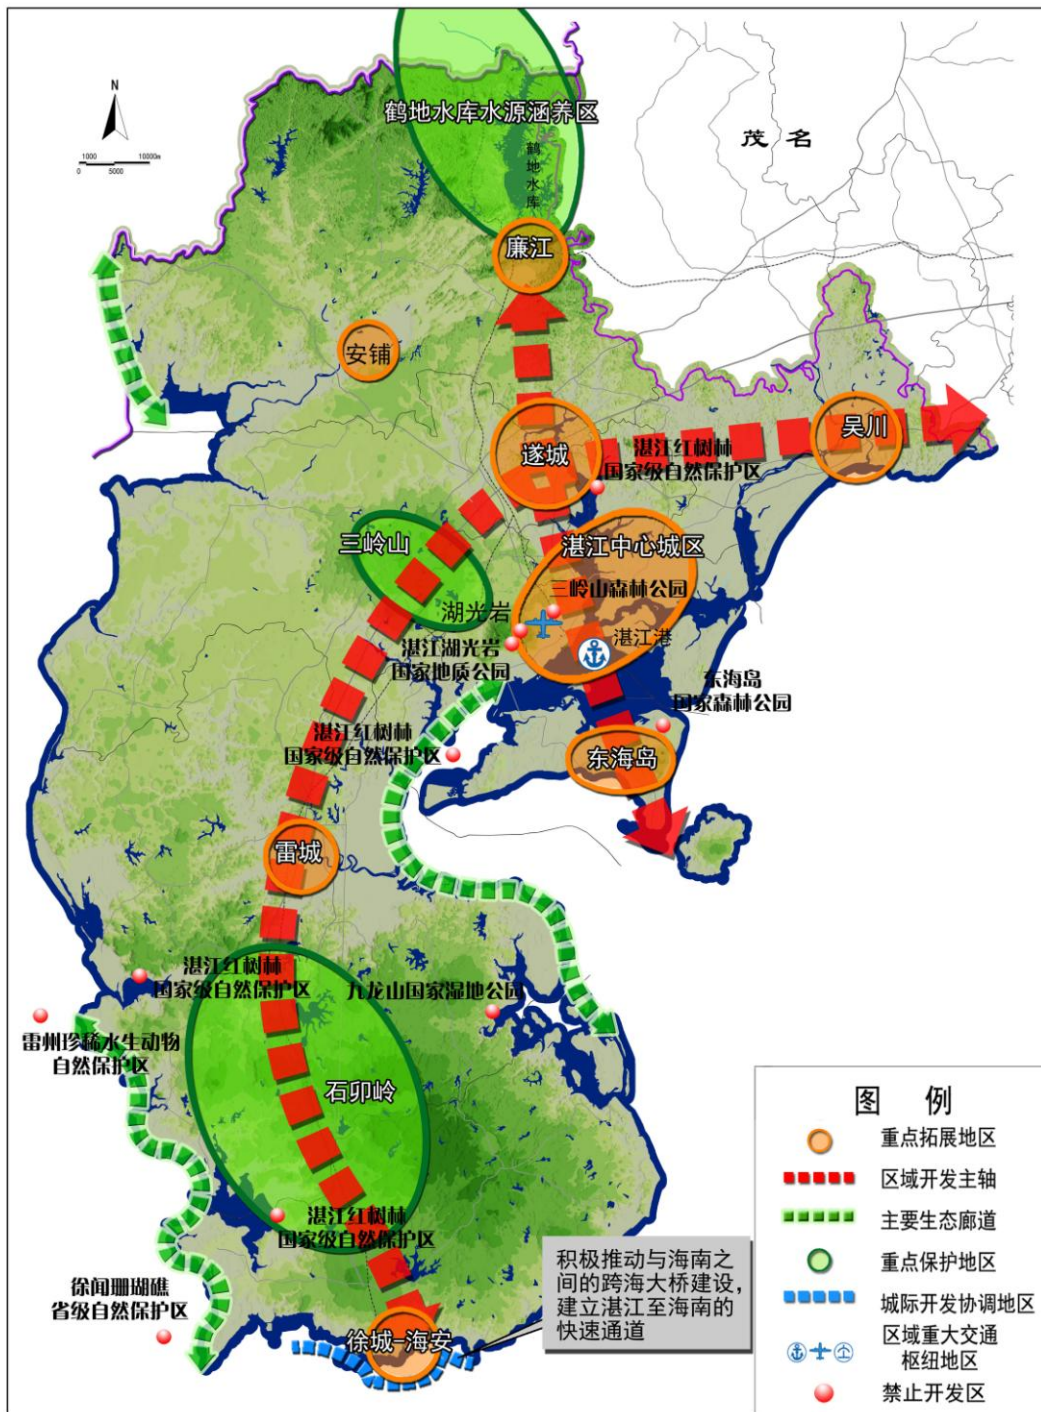 N
1000
10000m
0
5000
鹤地水库水源涵养区
鹤地水库
茂名
廉江
安铺
吴川
遂城
湛江红树林
国家级自然保护区
三岭山
湛江中心城区
三岭山森林公园
湖光岩
湛江港
湛江湖光岩
国家地质公园
东海岛
国家森林公园
湛江红树林
国家级自然保护区
东海岛
雷城
湛江红树林
国家级自然保护区
九龙山国家湿地公园
雷州珍稀水生动物
自然保护区
石卯岭
湛江红树林
国家级自然保护区
积极推动与海南之
间的跨海大桥建设,
建立湛江至海南的
快速通道
徐闻珊瑚礁
省级自然保护区
徐城-海安
图 例
重点拓展地区
区域开发主轴
主要生态廊道
重点保护地区
城际开发协调地区
区域重大交通
枢纽地区
禁止开发区